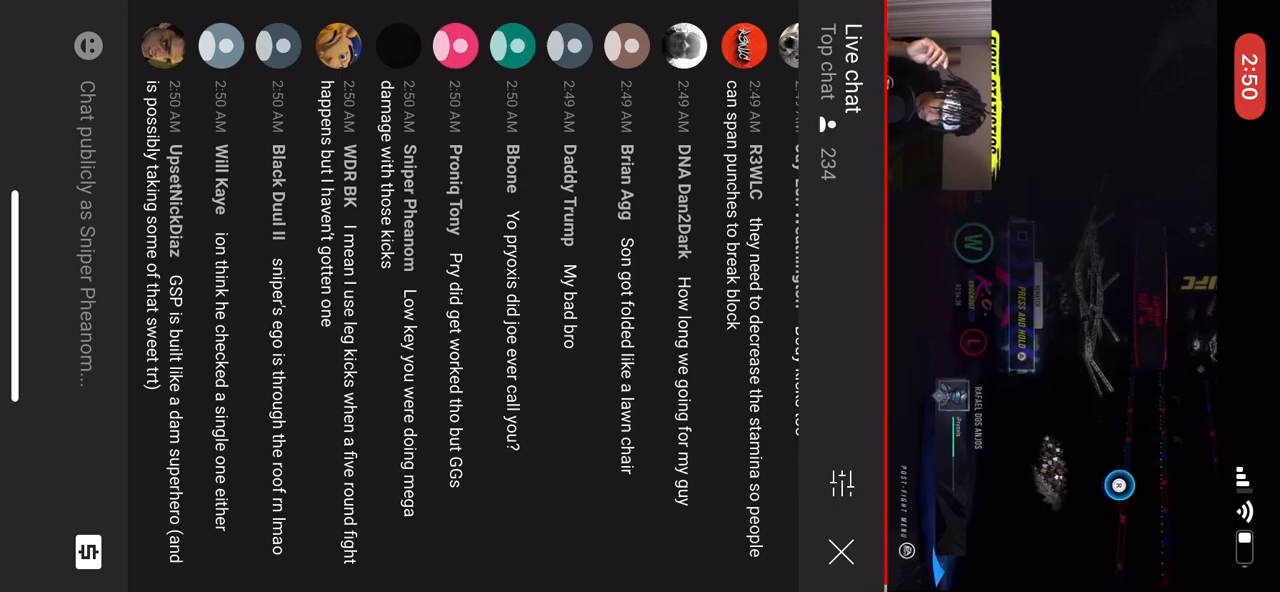 2:50
FIGHT STATISTICS
UFC
W
K.O.
KNOCKOUT
L
PRESS AND HOLD
RAFAEL DOS ANJOS
Pryoxis
R
POST-FIGHT MENU
Live chat
Top chat 234
2:49 AM R3WLC they need to decrease the stamina so people
can span punches to break block
2:49 AM DNA Dan2Dark How long we going for my guy
2:49 AM Brian Agg Son got folded like a lawn chair
2:49 AM Daddy Trump My bad bro
2:50 AM Bbone Yo pryoxis did joe ever call you?
2:50 AM Proniq Tony Pry did get worked tho but GGs
2:50 AM Sniper Pheanom Low key you were doing mega
damage with those kicks
2:50 AM WDR BK I mean I use leg kicks when a five round fight
happens but I haven't gotten one
2:50 AM Black Duul II sniper's ego is through the roof rn lmao
2:50 AM Will Kaye ion think he checked a single one either
2:50 AM UpsetNickDiaz GSP is built like a dam superhero (and
is possibly taking some of that sweet trt)
Chat publicly as Sniper Pheanom...